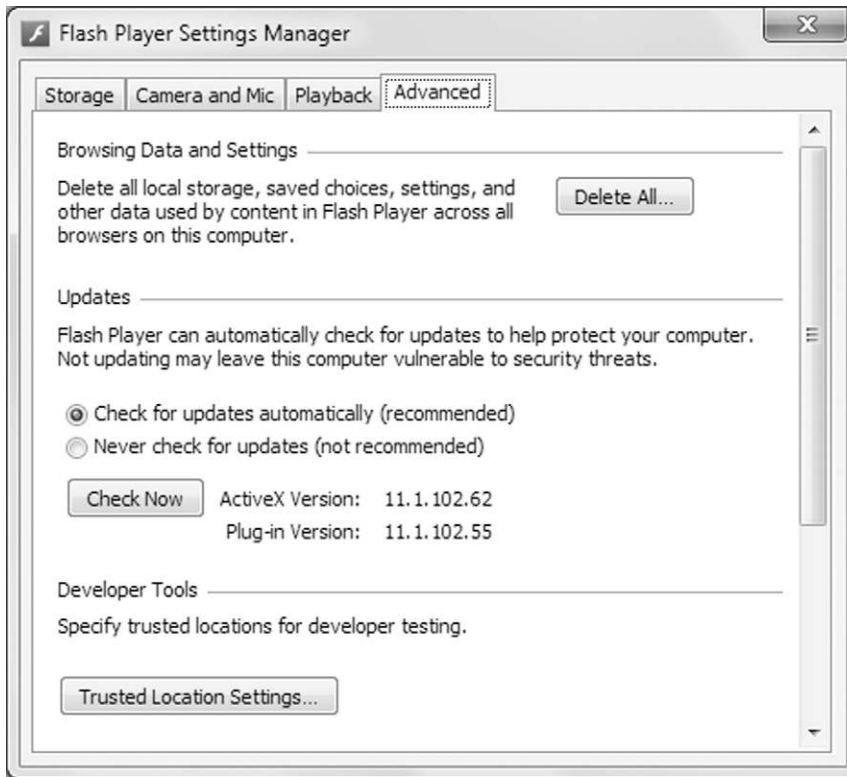 Flash Player Settings Manager
Storage Camera and Mic Playback Advanced
Browsing Data and Settings
Delete all local storage, saved choices, settings, and
other data used by content in Flash Player across all
browsers on this computer.
Delete All...
Updates
Flash Player can automatically check for updates to help protect your computer.
Not updating may leave this computer vulnerable to security threats.
Check for updates automatically (recommended)
Never check for updates (not recommended)
Check Now ActiveX Version: 11.1.102.62
Plug-in Version: 11.1.102.55
Developer Tools
Specify trusted locations for developer testing.
Trusted Location Settings...